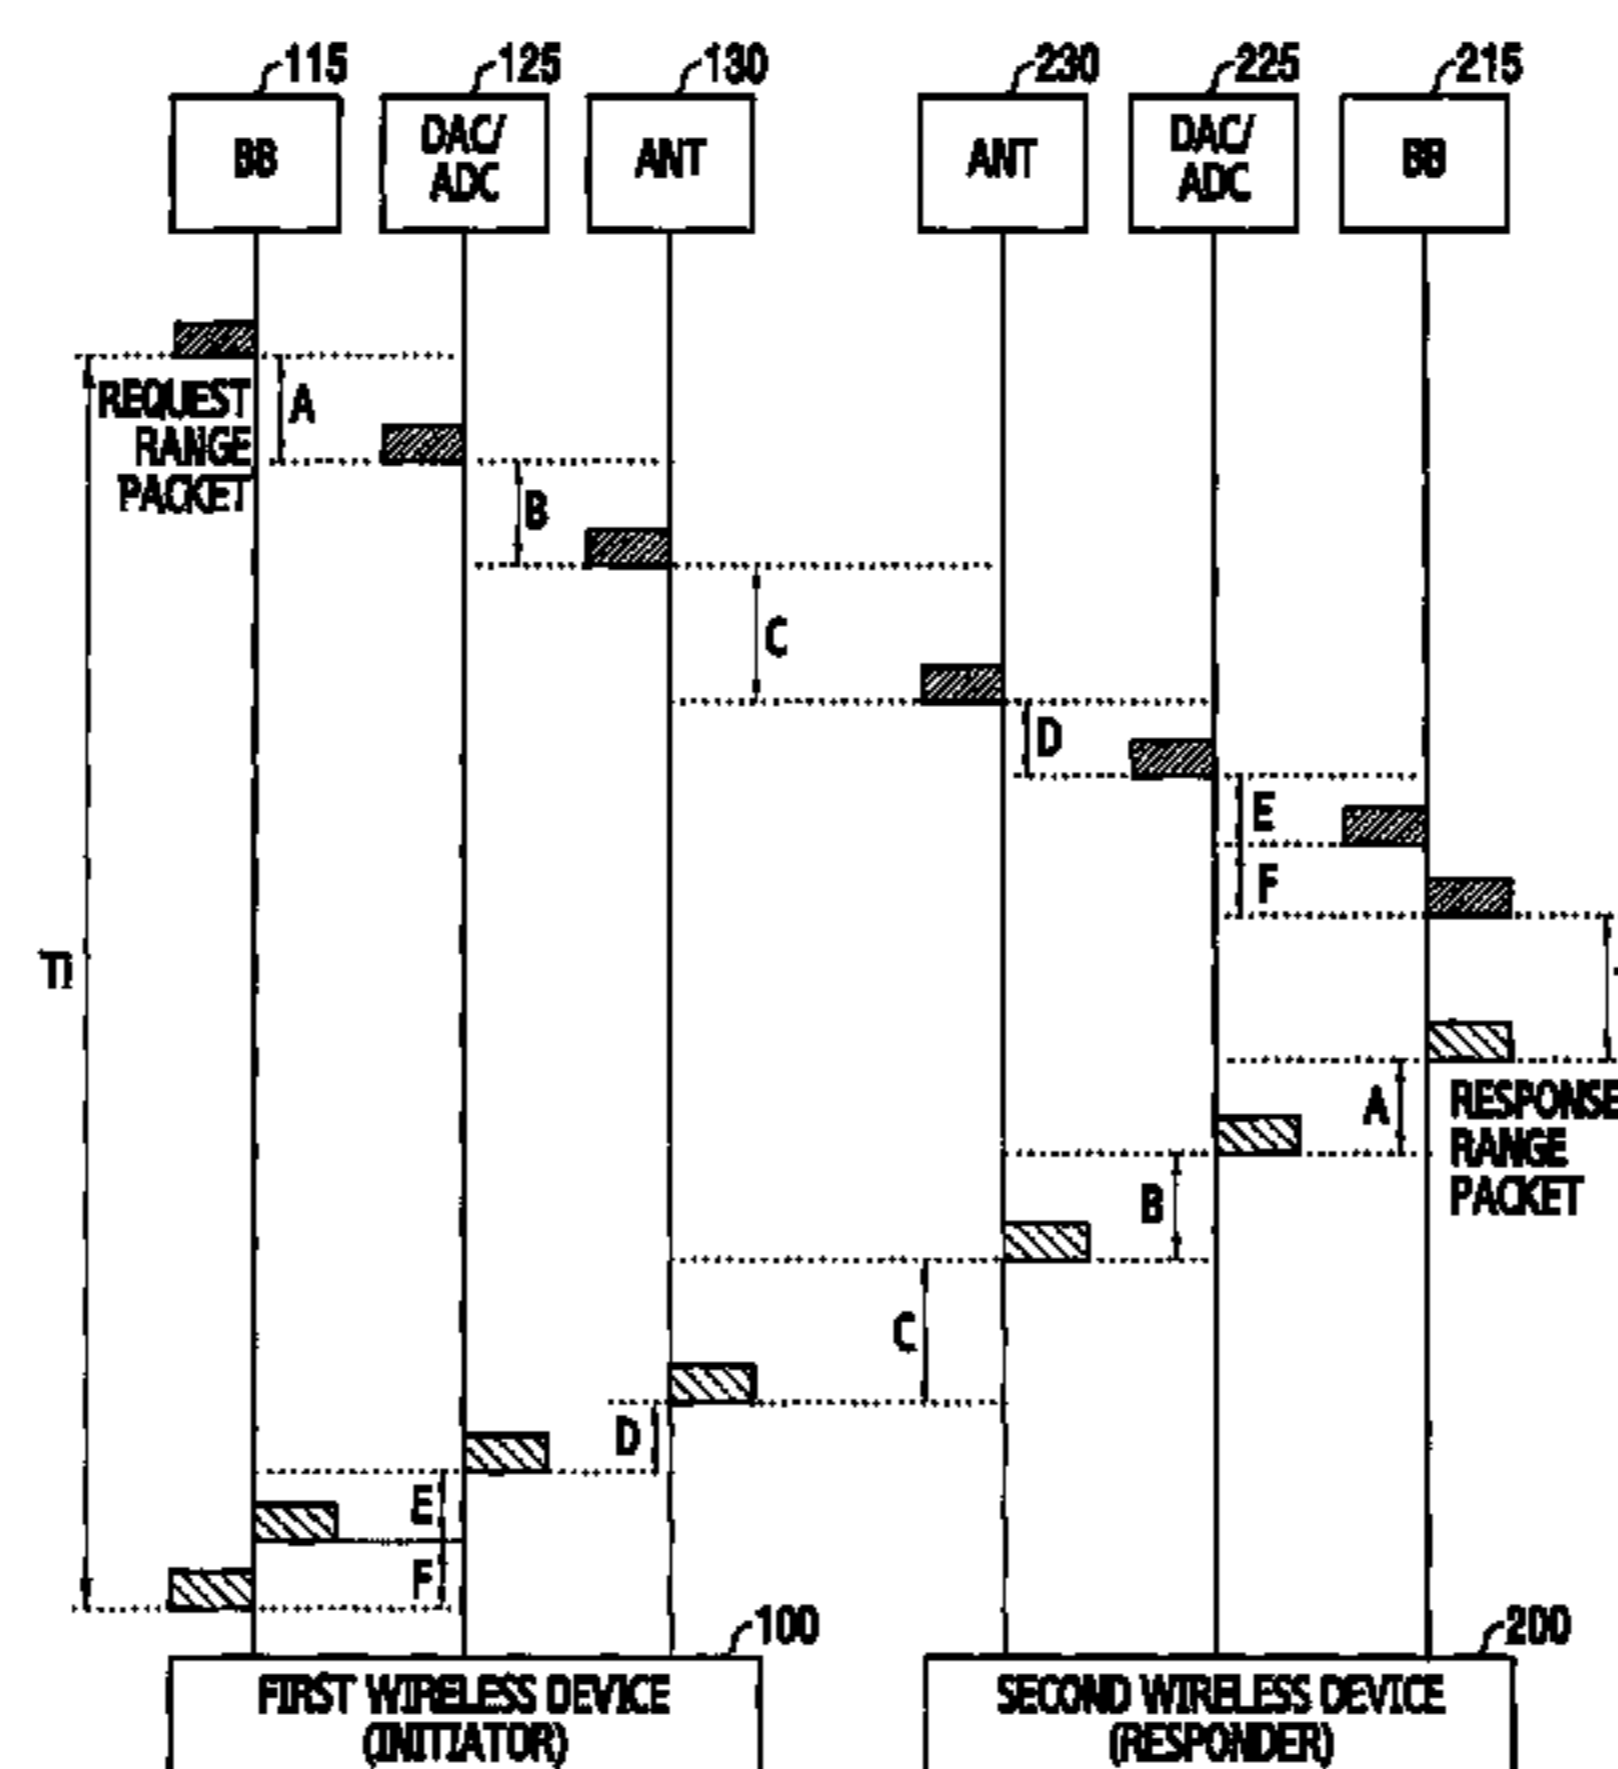 115
125
130
230
225
215
BB
DAC/
ADC
ANT
ANT
DAC/
ADC
BB
REQUEST
RANGE
PACKET
A
B
C
D
E
F
Ti
A
RESPONSE
RANGE
PACKET
B
C
D
E
F
100
200
FIRST WIRELESS DEVICE
(INITIATOR)
SECOND WIRELESS DEVICE
(RESPONDER)